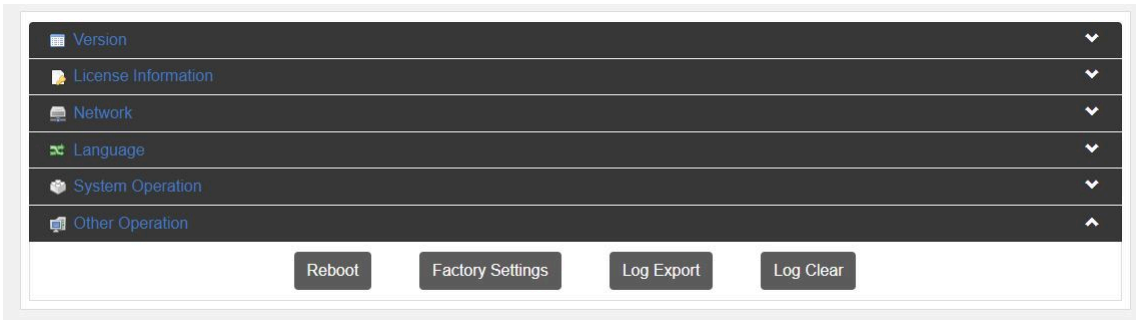 Version
License Information
Network
Language
System Operation
Other Operation
Reboot Factory Settings Log Export Log Clear